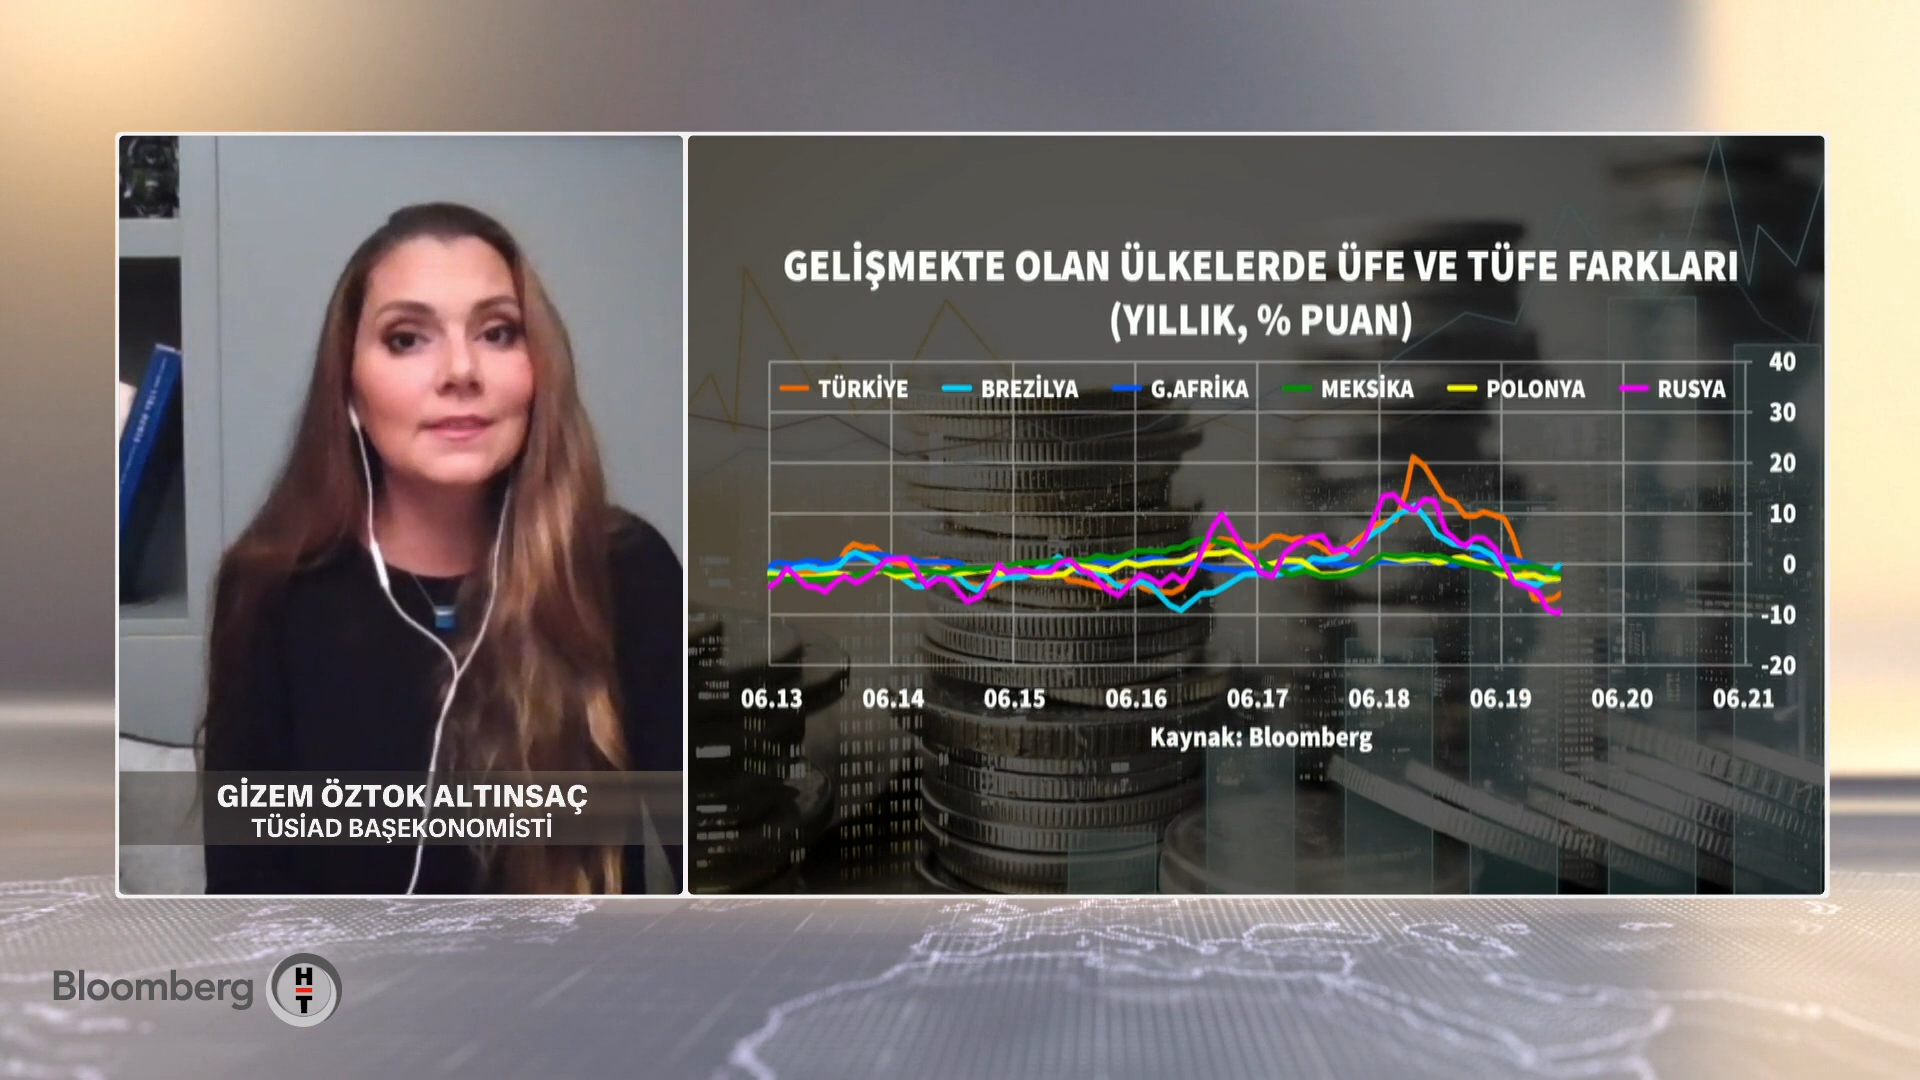 GELİŞMEKTE OLAN ÜLKELERDE ÜFE VE TÜFE FARKLARI
(YILLIK, % PUAN)
TÜRKİYE BREZİLYA G.AFRİKA MEKSİKA POLONYA RUSYA
40
30
20
10
0
-10
-20
06.13 06.14 06.15 06.16 06.17 06.18 06.19 06.20 06.21
Kaynak: Bloomberg
GİZEM ÖZTOK ALTINSAÇ
TÜSİAD BAŞEKONOMİSTİ
Bloomberg HT